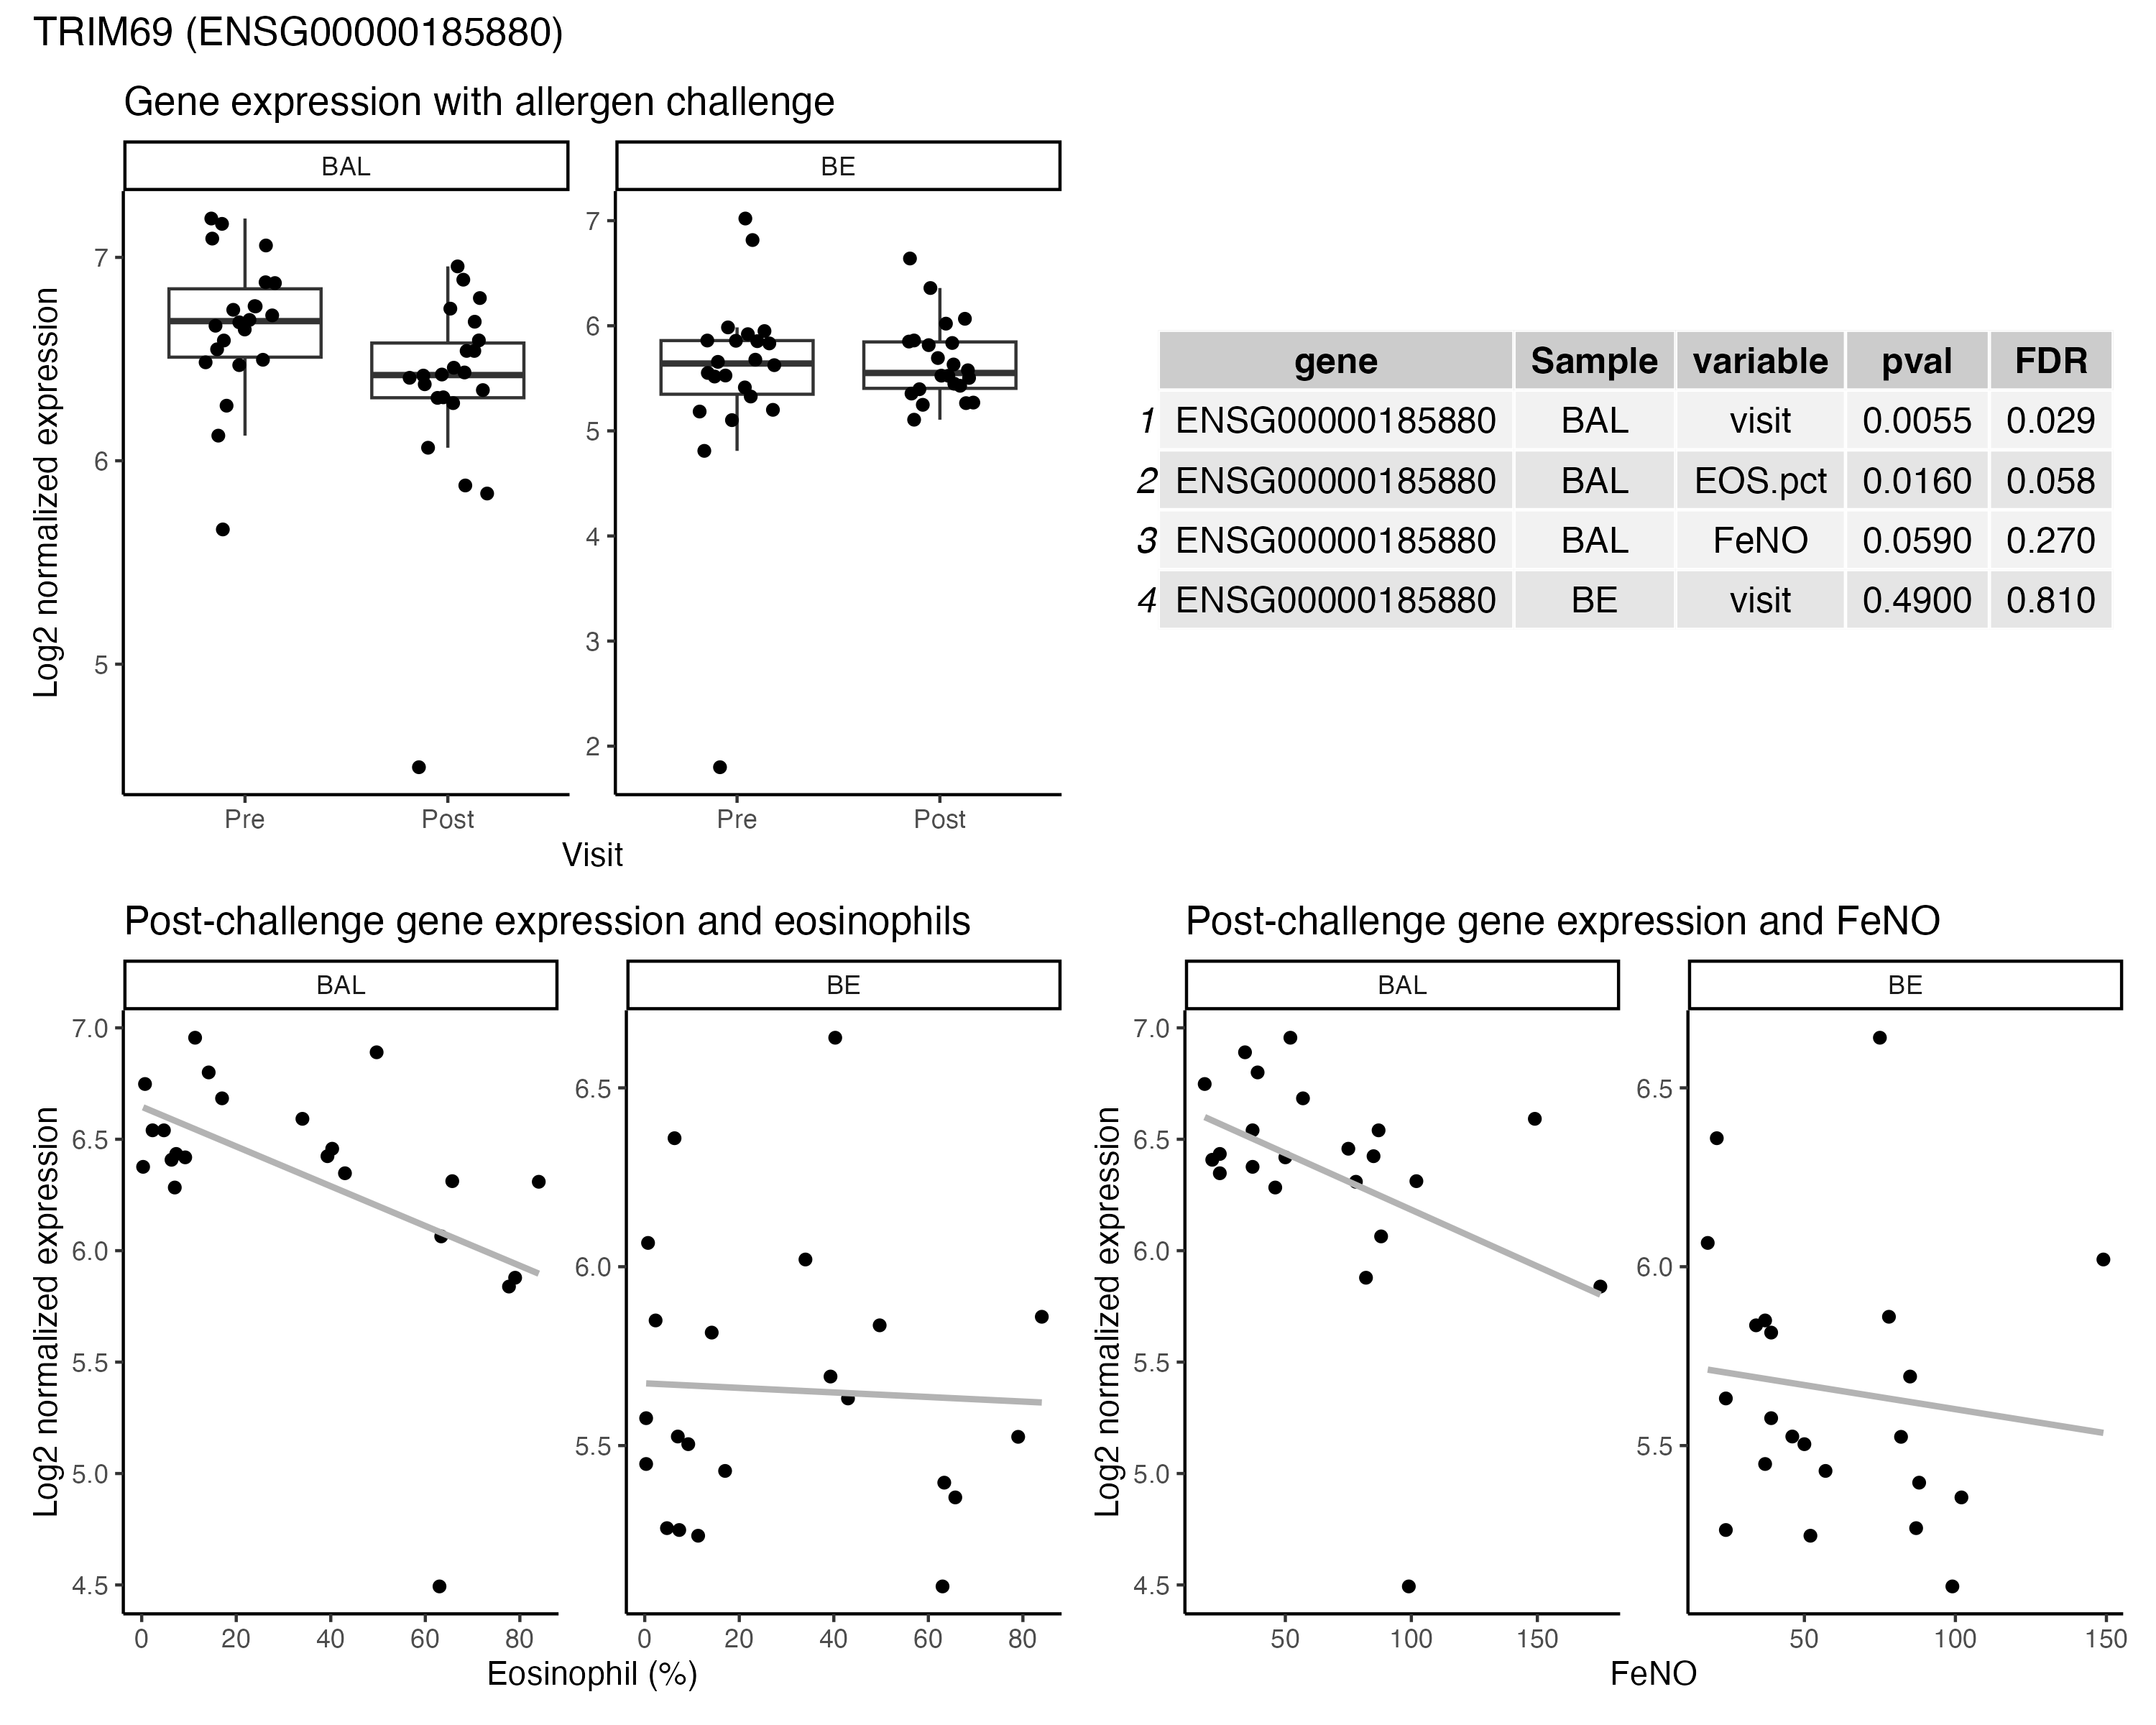 TRIM69 (ENSG00000185880)
Gene expression with allergen challenge
BAL
BE
Log2 normalized expression
7
6
5
7
6
5
4
3
2
Pre
Post
Pre
Post
Visit
gene Sample variable pval FDR
1 ENSG00000185880 BAL visit 0.0055 0.029
2 ENSG00000185880 BAL EOS.pct 0.0160 0.058
3 ENSG00000185880 BAL FeNO 0.0590 0.270
4 ENSG00000185880 BE visit 0.4900 0.810
Post-challenge gene expression and eosinophils
BAL
BE
Log2 normalized expression
7.0
6.5
6.0
5.5
5.0
4.5
6.5
6.0
5.5
0 20 40 60 80
0 20 40 60 80
Eosinophil (%)
Post-challenge gene expression and FeNO
BAL
BE
Log2 normalized expression
7.0
6.5
6.0
5.5
5.0
4.5
6.5
6.0
5.5
50 100 150
50 100 150
FeNO